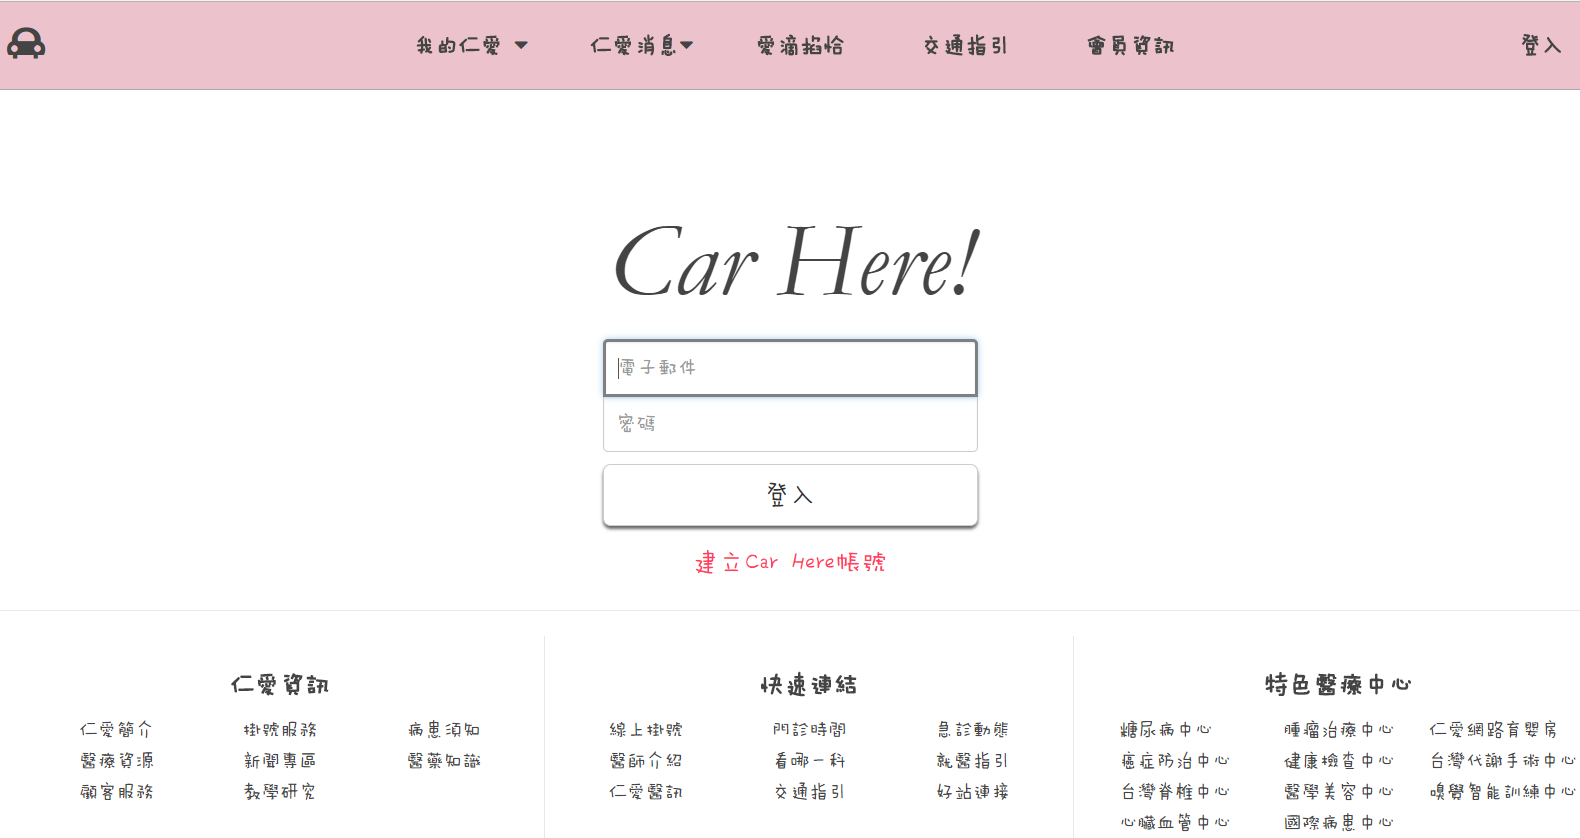 我的仁愛 仁愛消息 愛滴掐恰 交通指引 會員資訊 登入
Car Here!
電子郵件
密碼
登入
建立Car Here帳號
仁愛資訊
仁愛簡介 掛號服務 病患須知
醫療資源 新聞專區 醫藥知識
顧客服務 教學研究
快速連結
線上掛號 門診時間 急診動態
醫師介紹 看哪一科 就醫指引
仁愛醫訊 交通指引 好站連接
特色醫療中心
糖尿病中心 腫瘤治療中心 仁愛網路育嬰房
癌症防治中心 健康檢查中心 台灣代謝手術中心
台灣脊椎中心 醫學美容中心 嗅覺智能訓練中心
心臟血管中心 國際病患中心